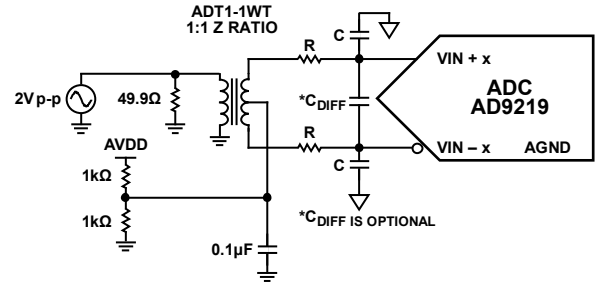 ADT1-1WT
1:1 Z RATIO
2V p-p
49.9Ω
R
C
VIN + x
*CDIFF
ADC
AD9219
R
C
VIN – x
AGND
AVDD
1kΩ
1kΩ
0.1µF
*CDIFF IS OPTIONAL